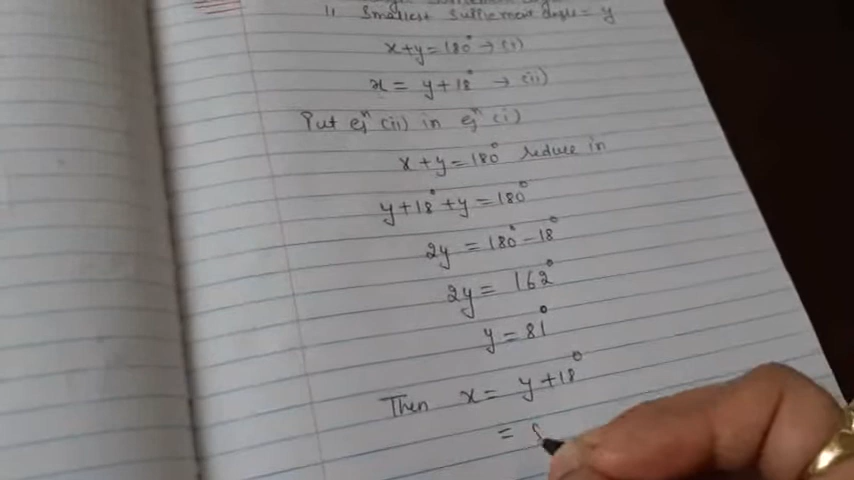 " Smallest Supplement angle = y
x+y=180° → (i)
x = y+18° → (ii)
Put eqⁿ (ii) in eqⁿ (i)
x+y=180° reduce in
y+18°+y=180°
2y = 180°-18°
2y = 162°
y = 81°
Then x = y+18°
=